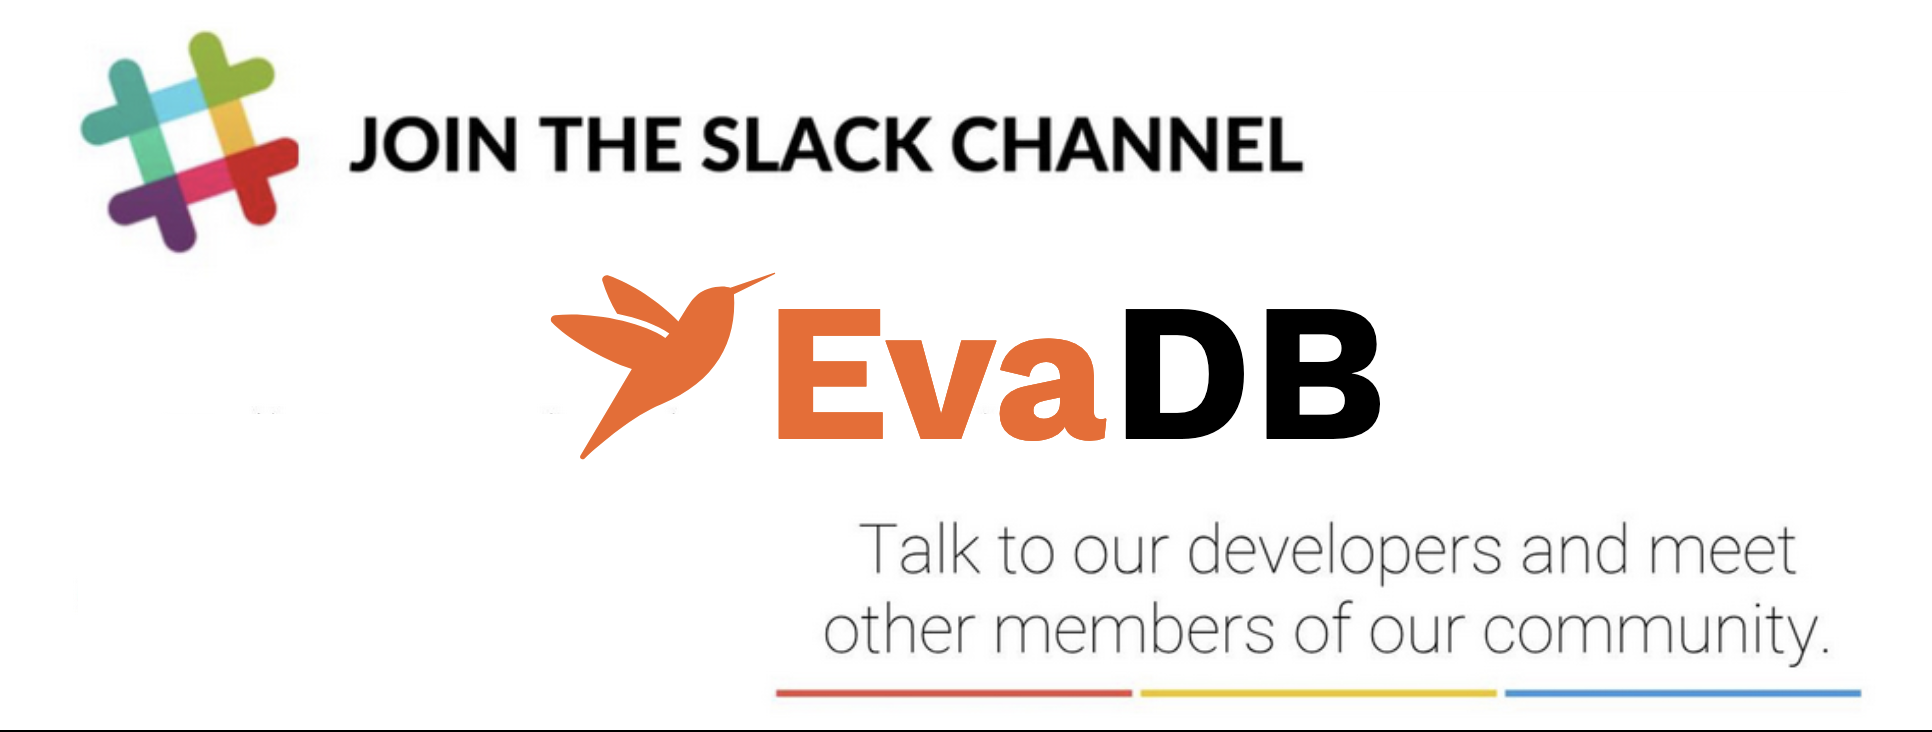 JOIN THE SLACK CHANNEL
EvaDB
Talk to our developers and meet
other members of our community.